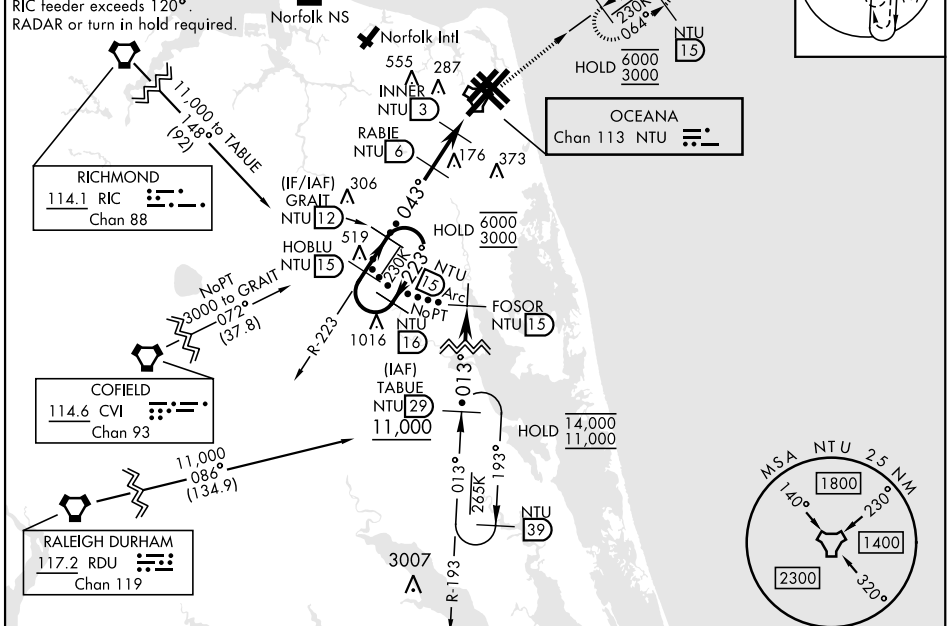 RIC feeder exceeds 120°.
RADAR or turn in hold required.
Norfolk NS
Norfolk Intl
230K
064°
NTU
15
HOLD 6000
3000
555
287
INNER
NTU 3
OCEANA
Chan 113 NTU
RABIE
NTU 6
176
373
11,000 to TABUE
148°
(92)
RICHMOND
114.1 RIC
Chan 88
(IF/IAF)
GRAIT
NTU 12
306
043°
HOLD 6000
3000
HOBLU
NTU 15
519
230K
223°
NTU
15 Arc
NoPT
FOSOR
NTU 15
NoPT
3000 to GRAIT
072°
(37.8)
R-223
1016
NTU
16
COFIELD
114.6 CVI
Chan 93
(IAF)
TABUE
NTU 29
11,000
013°
HOLD 14,000
11,000
11,000
086°
(134.9)
013°
265K
193°
NTU
39
RALEIGH DURHAM
117.2 RDU
Chan 119
3007
R-193
MSA NTU 25 NM
1800
140°
230°
1400
2300
320°